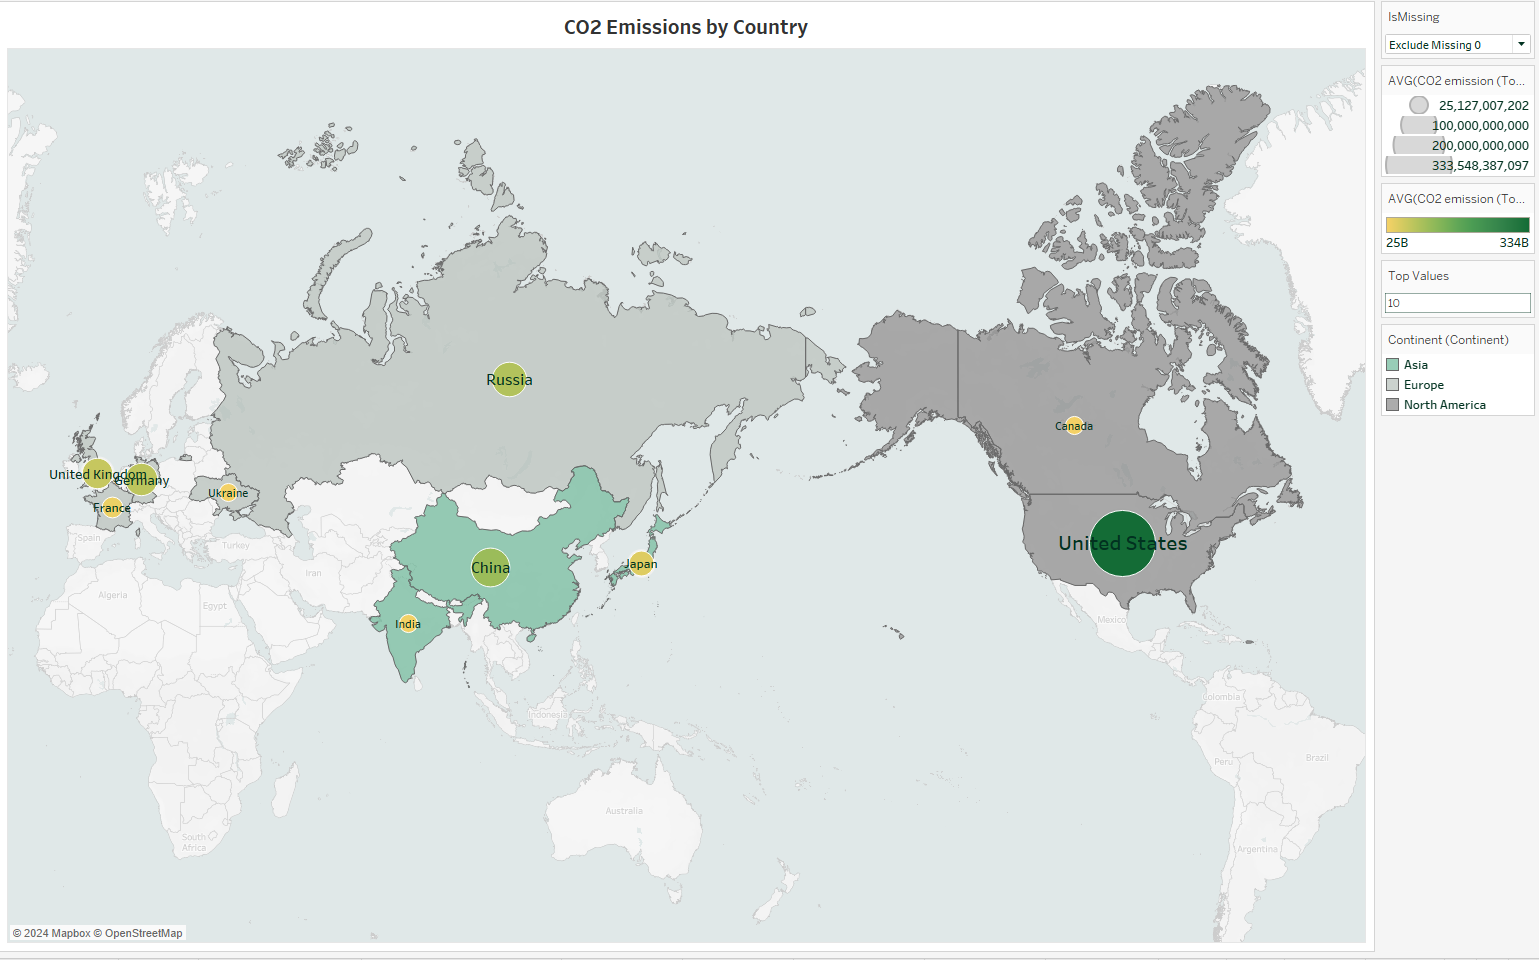 CO2 Emissions by Country
IsMissing
Exclude Missing 0
AVG(CO2 emission (To...
25,127,007,202
100,000,000,000
200,000,000,000
333,548,387,097
AVG(CO2 emission (To...
25B
334B
Top Values
10
Continent (Continent)
Asia
Europe
North America
Russia
Canada
United Kingdom
Germany
Ukraine
France
Spain
Turkey
United States
China
Japan
Iran
Algeria
Egypt
India
Mexico
Colombia
Indonesia
Peru
Brazil
Australia
South
Africa
Argentina
© 2024 Mapbox © OpenStreetMap